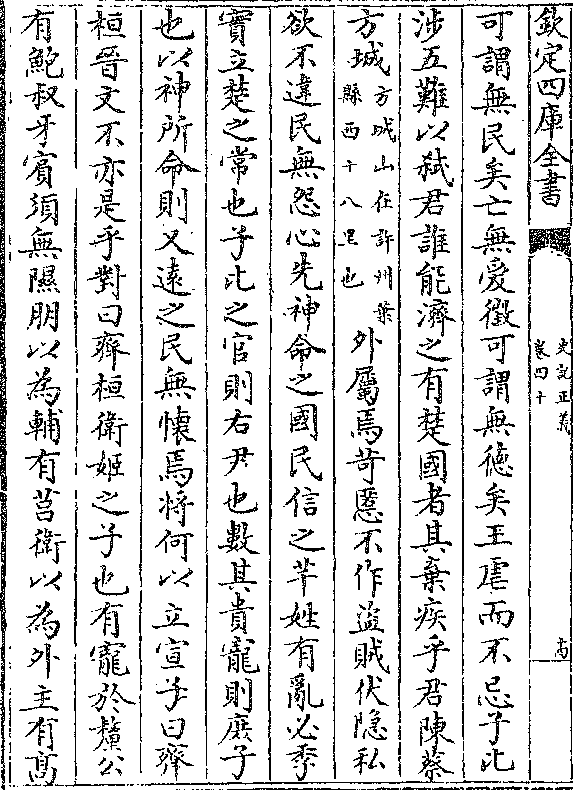 欽定四庫全書
史記正義
卷四十
可謂無民矣亡無愛徵可謂無德矣王虐而不忌子比
涉五難以弑君誰能濟之有楚國者其棄疾乎君陳蔡
方城方城山在許州葉縣西十八里也外屬焉苛慝不作盜賊伏隠私
欲不違民無怨心先神命之國民信之芊姓有亂必季
實立楚之常也子比之官則右尹也數其貴寵則庶子
也以神所命則又遠之民無懷焉將何以立宣子曰齊
桓晉文不亦是乎對曰齊桓衛姬之子也有寵於釐公
有鮑叔牙賓須無隰朋以為輔有莒衛以為外主有髙